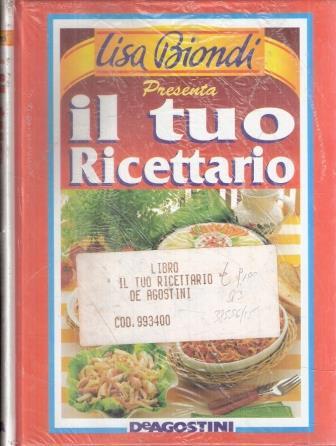 Lisa Biondi
Presenta
il tuo
Ricettario
LIBRO
IL TUO RICETTARIO
DE AGOSTINI
COD.993400
DEAGOSTINI